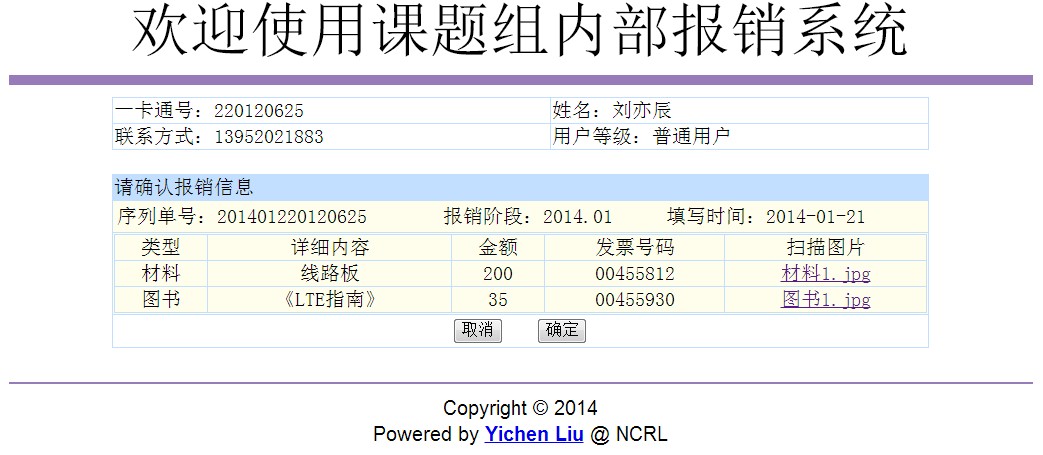 欢迎使用课题组内部报销系统
一卡通号：220120625 姓名：刘亦辰
联系方式：13952021883 用户等级：普通用户
请确认报销信息
序列单号：201401220120625 报销阶段：2014.01 填写时间：2014-01-21
类型 详细内容 金额 发票号码 扫描图片
材料 线路板 200 00455812 材料1.jpg
图书 《LTE指南》 35 00455930 图书1.jpg
取消 确定
Copyright © 2014
Powered by Yichen Liu @ NCRL